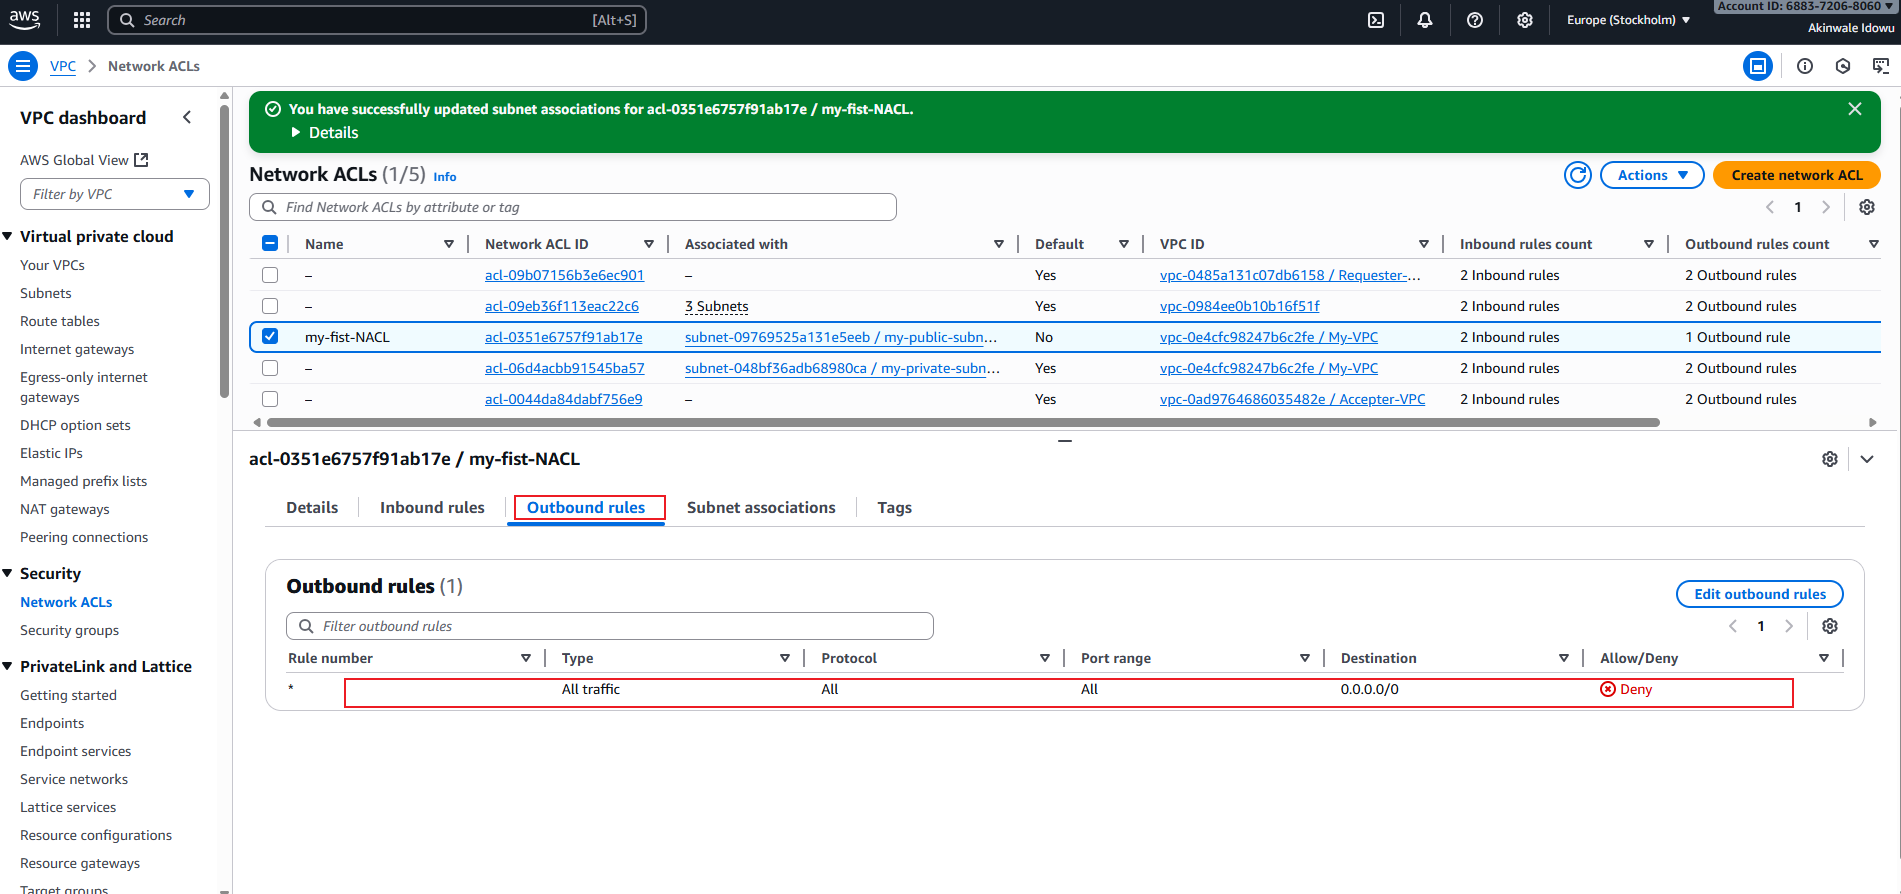 aws
Search [Alt+S]
Europe (Stockholm)
Account ID: 6883-7206-8060
Akinwale Idowu
VPC Network ACLs
VPC dashboard
AWS Global View
Filter by VPC
Virtual private cloud
Your VPCs
Subnets
Route tables
Internet gateways
Egress-only internet
gateways
DHCP option sets
Elastic IPs
Managed prefix lists
NAT gateways
Peering connections
Security
Network ACLs
Security groups
PrivateLink and Lattice
Getting started
Endpoints
Endpoint services
Service networks
Lattice services
Resource configurations
Resource gateways
Target groups
You have successfully updated subnet associations for acl-0351e6757f91ab17e / my-fist-NACL.
Details
Network ACLs (1/5) Info
Actions
Create network ACL
Find Network ACLs by attribute or tag
1
Name Network ACL ID Associated with Default VPC ID Inbound rules count Outbound rules count
– acl-09b07156b3e6ec901 – Yes vpc-0485a131c07db6158 / Requester-... 2 Inbound rules 2 Outbound rules
– acl-09eb36f113eac22c6 3 Subnets Yes vpc-0984ee0b10b16f51f 2 Inbound rules 2 Outbound rules
my-fist-NACL acl-0351e6757f91ab17e subnet-09769525a131e5eeb / my-public-subn... No vpc-0e4cfc98247b6c2fe / My-VPC 2 Inbound rules 1 Outbound rule
– acl-06d4acbb91545ba57 subnet-048bf36adb68980ca / my-private-subn... Yes vpc-0e4cfc98247b6c2fe / My-VPC 2 Inbound rules 2 Outbound rules
– acl-0044da84dabf756e9 – Yes vpc-0ad9764686035482e / Accepter-VPC 2 Inbound rules 2 Outbound rules
acl-0351e6757f91ab17e / my-fist-NACL
Details Inbound rules Outbound rules Subnet associations Tags
Outbound rules (1)
Edit outbound rules
Filter outbound rules
1
Rule number Type Protocol Port range Destination Allow/Deny
* All traffic All All 0.0.0.0/0 Deny